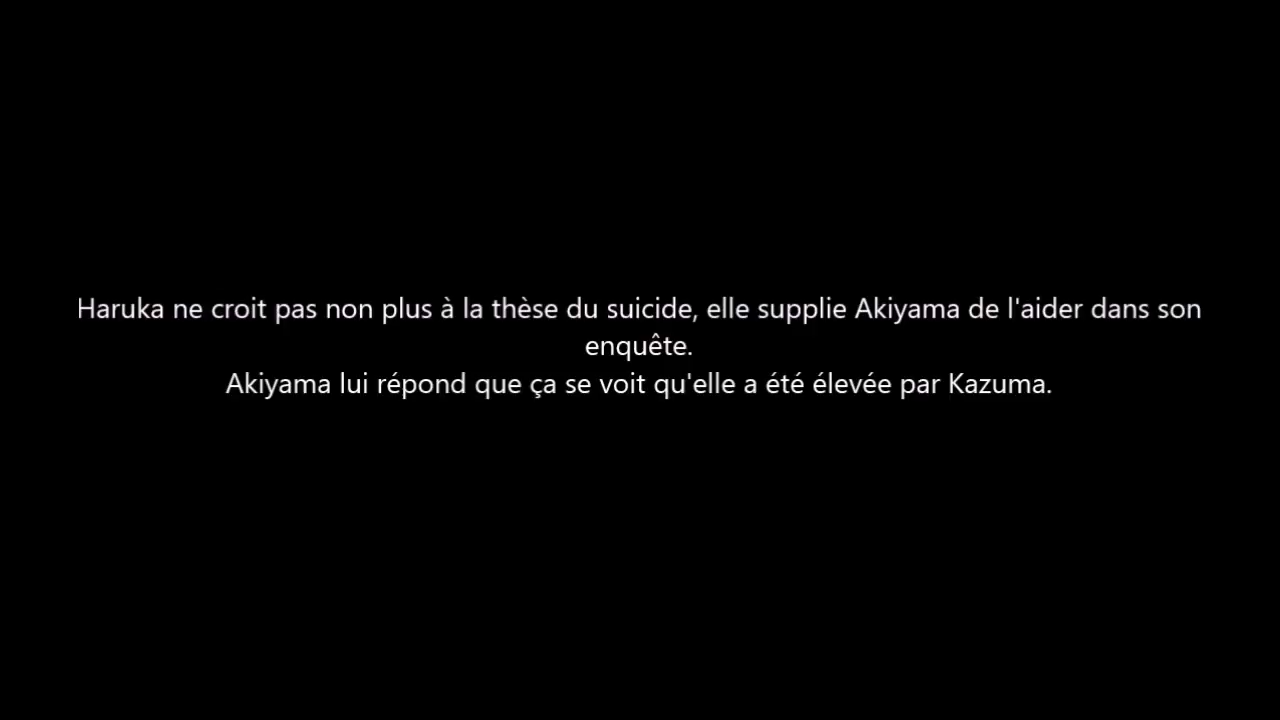 Haruka ne croit pas non plus à la thèse du suicide, elle supplie Akiyama de l'aider dans son
enquête.
Akiyama lui répond que ça se voit qu'elle a été élevée par Kazuma.